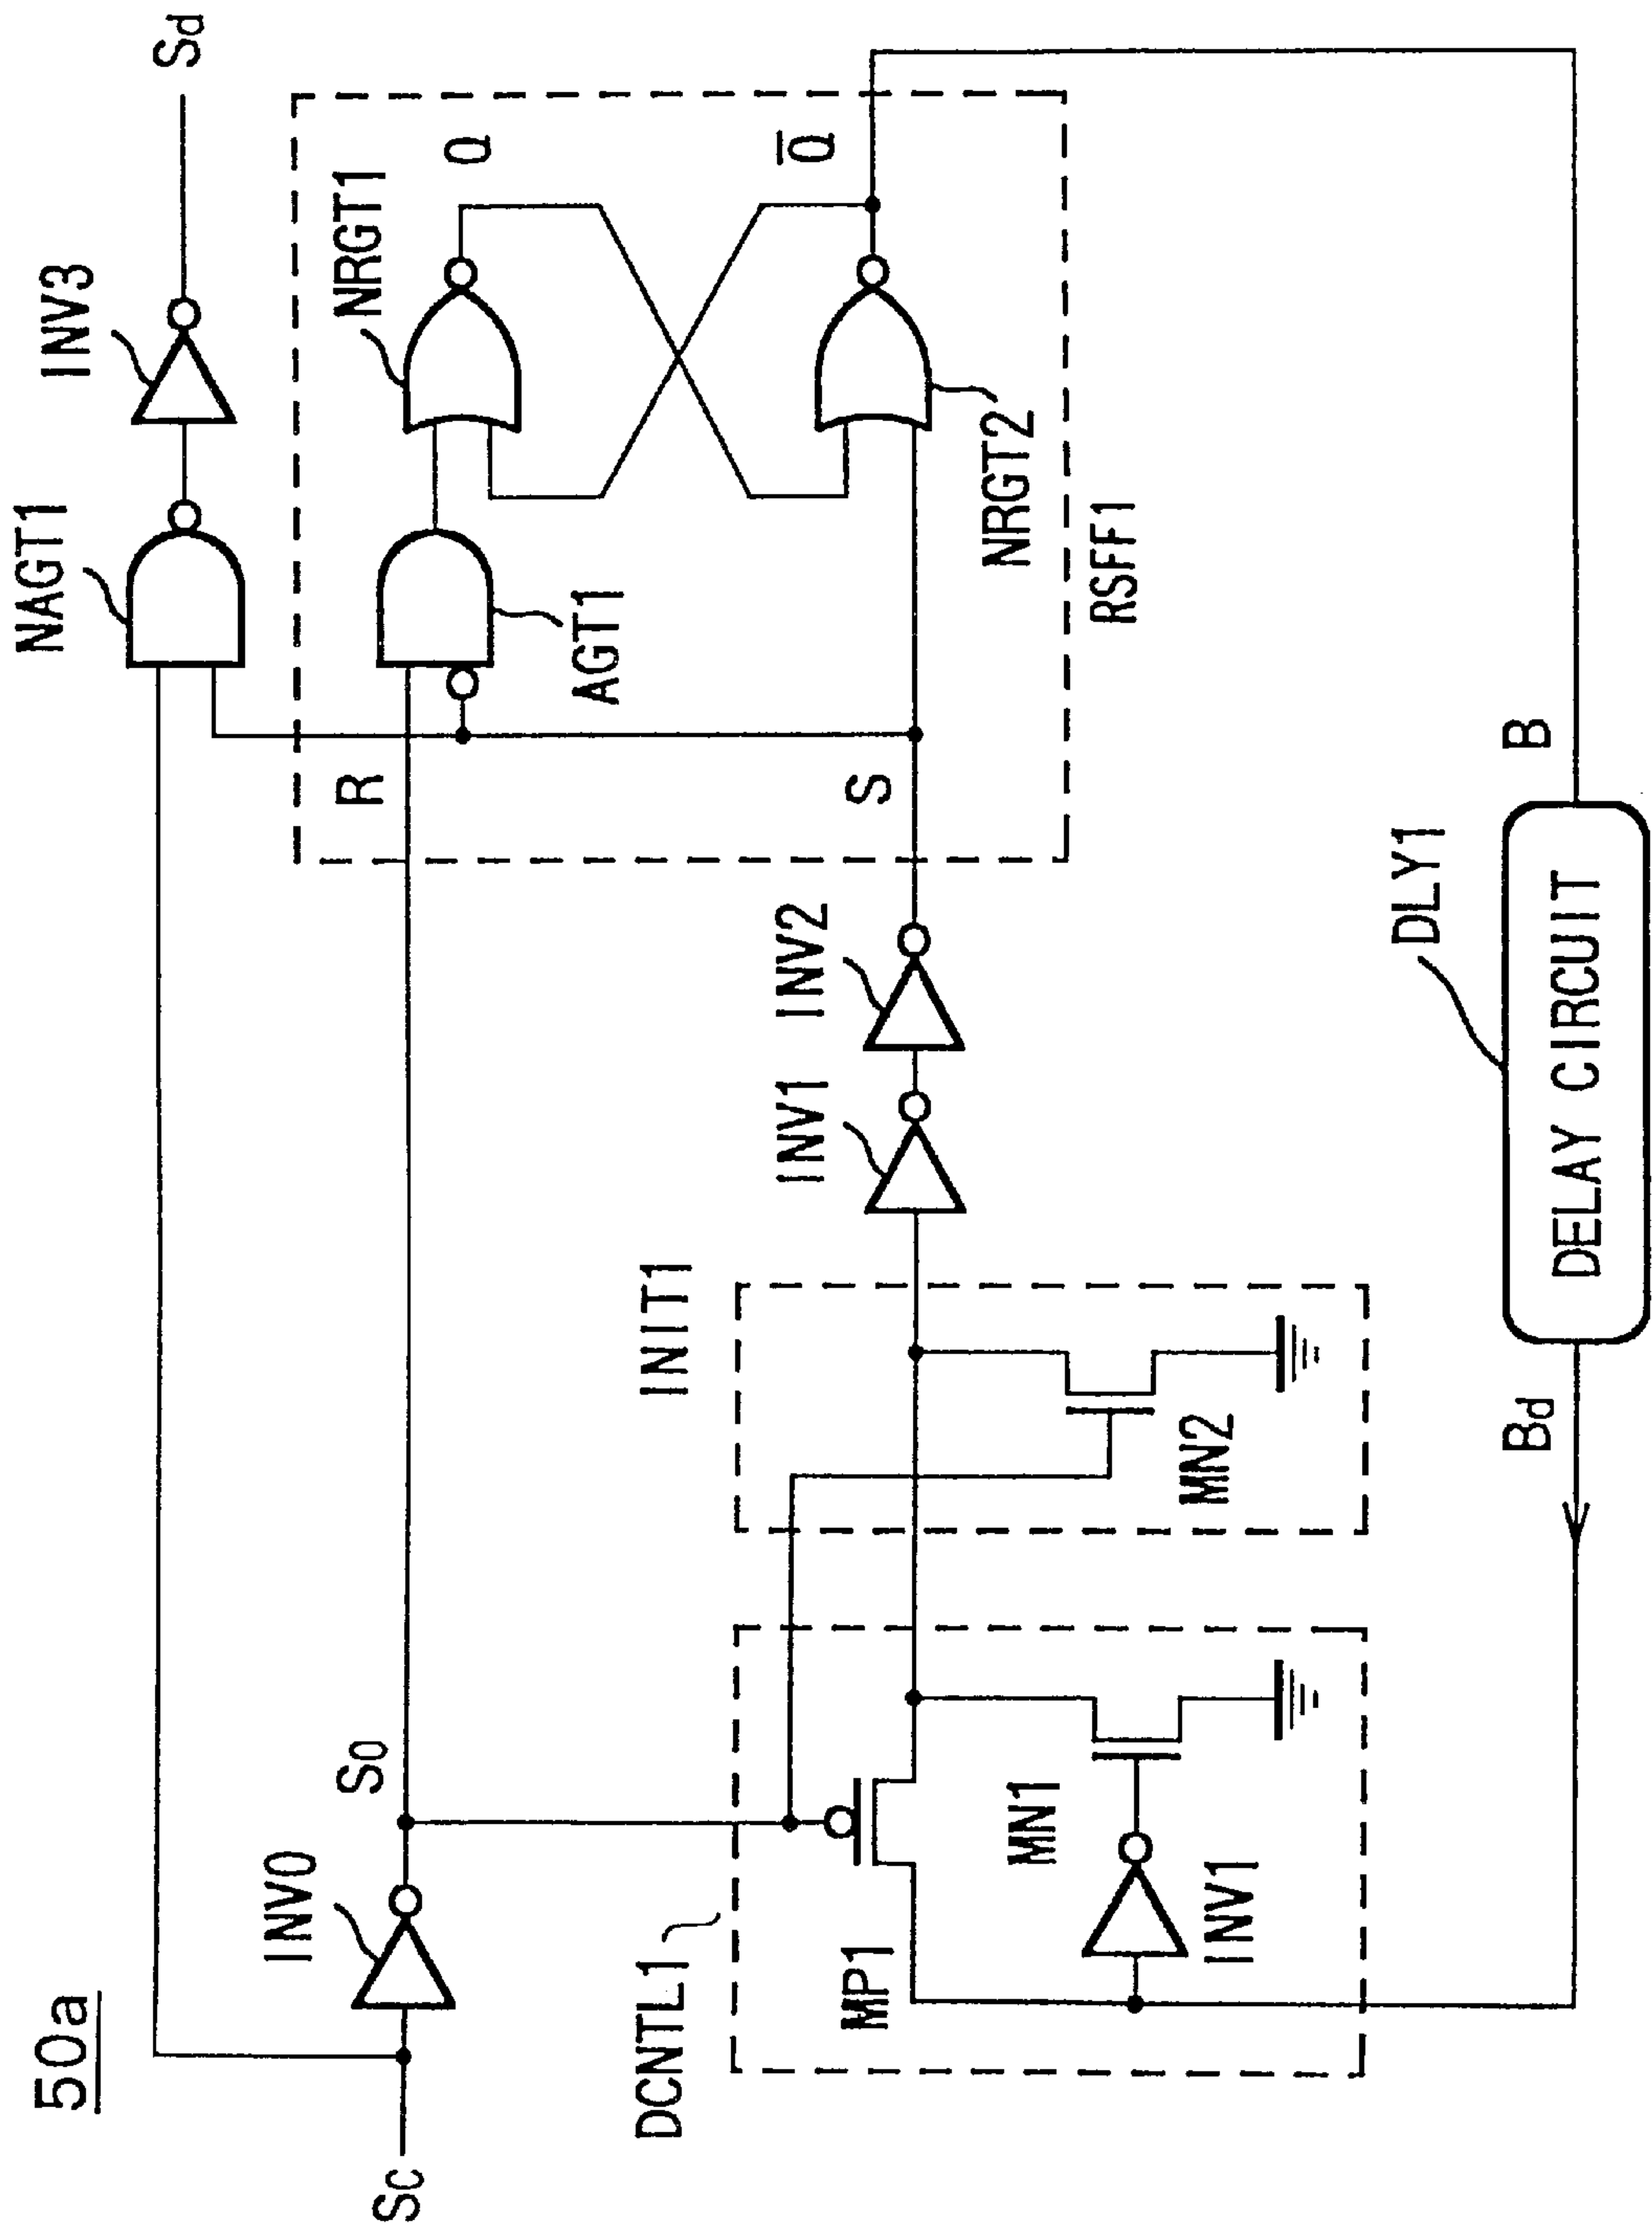 50a
Sc
INV0
S0
NAGT1
INV3
Sd
R
AGT1
NRGT1
Q
Q̅
S
NRGT2
RSFF1
DCNTL1
MP1
MN1
INV1
INIT1
MN2
INV1
INV2
Bd
DLY1
DELAY CIRCUIT
B